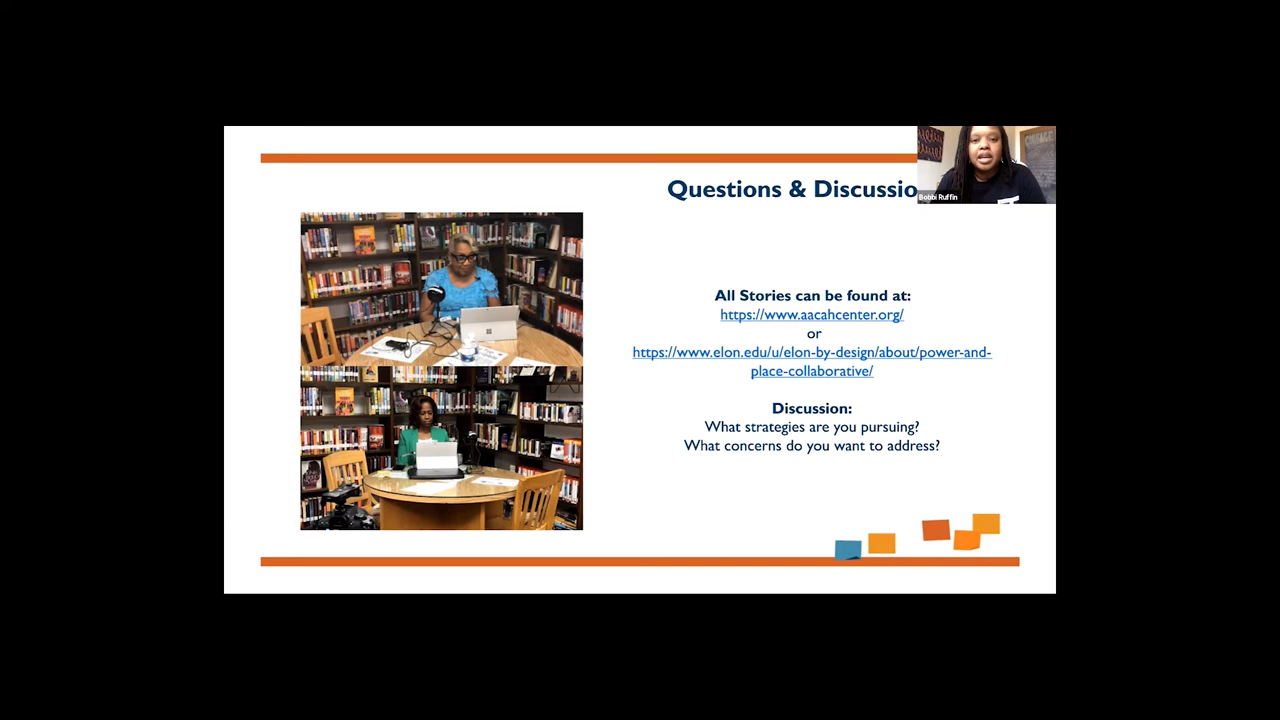 Questions & Discussio
Bobbi Ruffin
All Stories can be found at:
https://www.aacahcenter.org/
or
https://www.elon.edu/u/elon-by-design/about/power-and-
place-collaborative/
Discussion:
What strategies are you pursuing?
What concerns do you want to address?